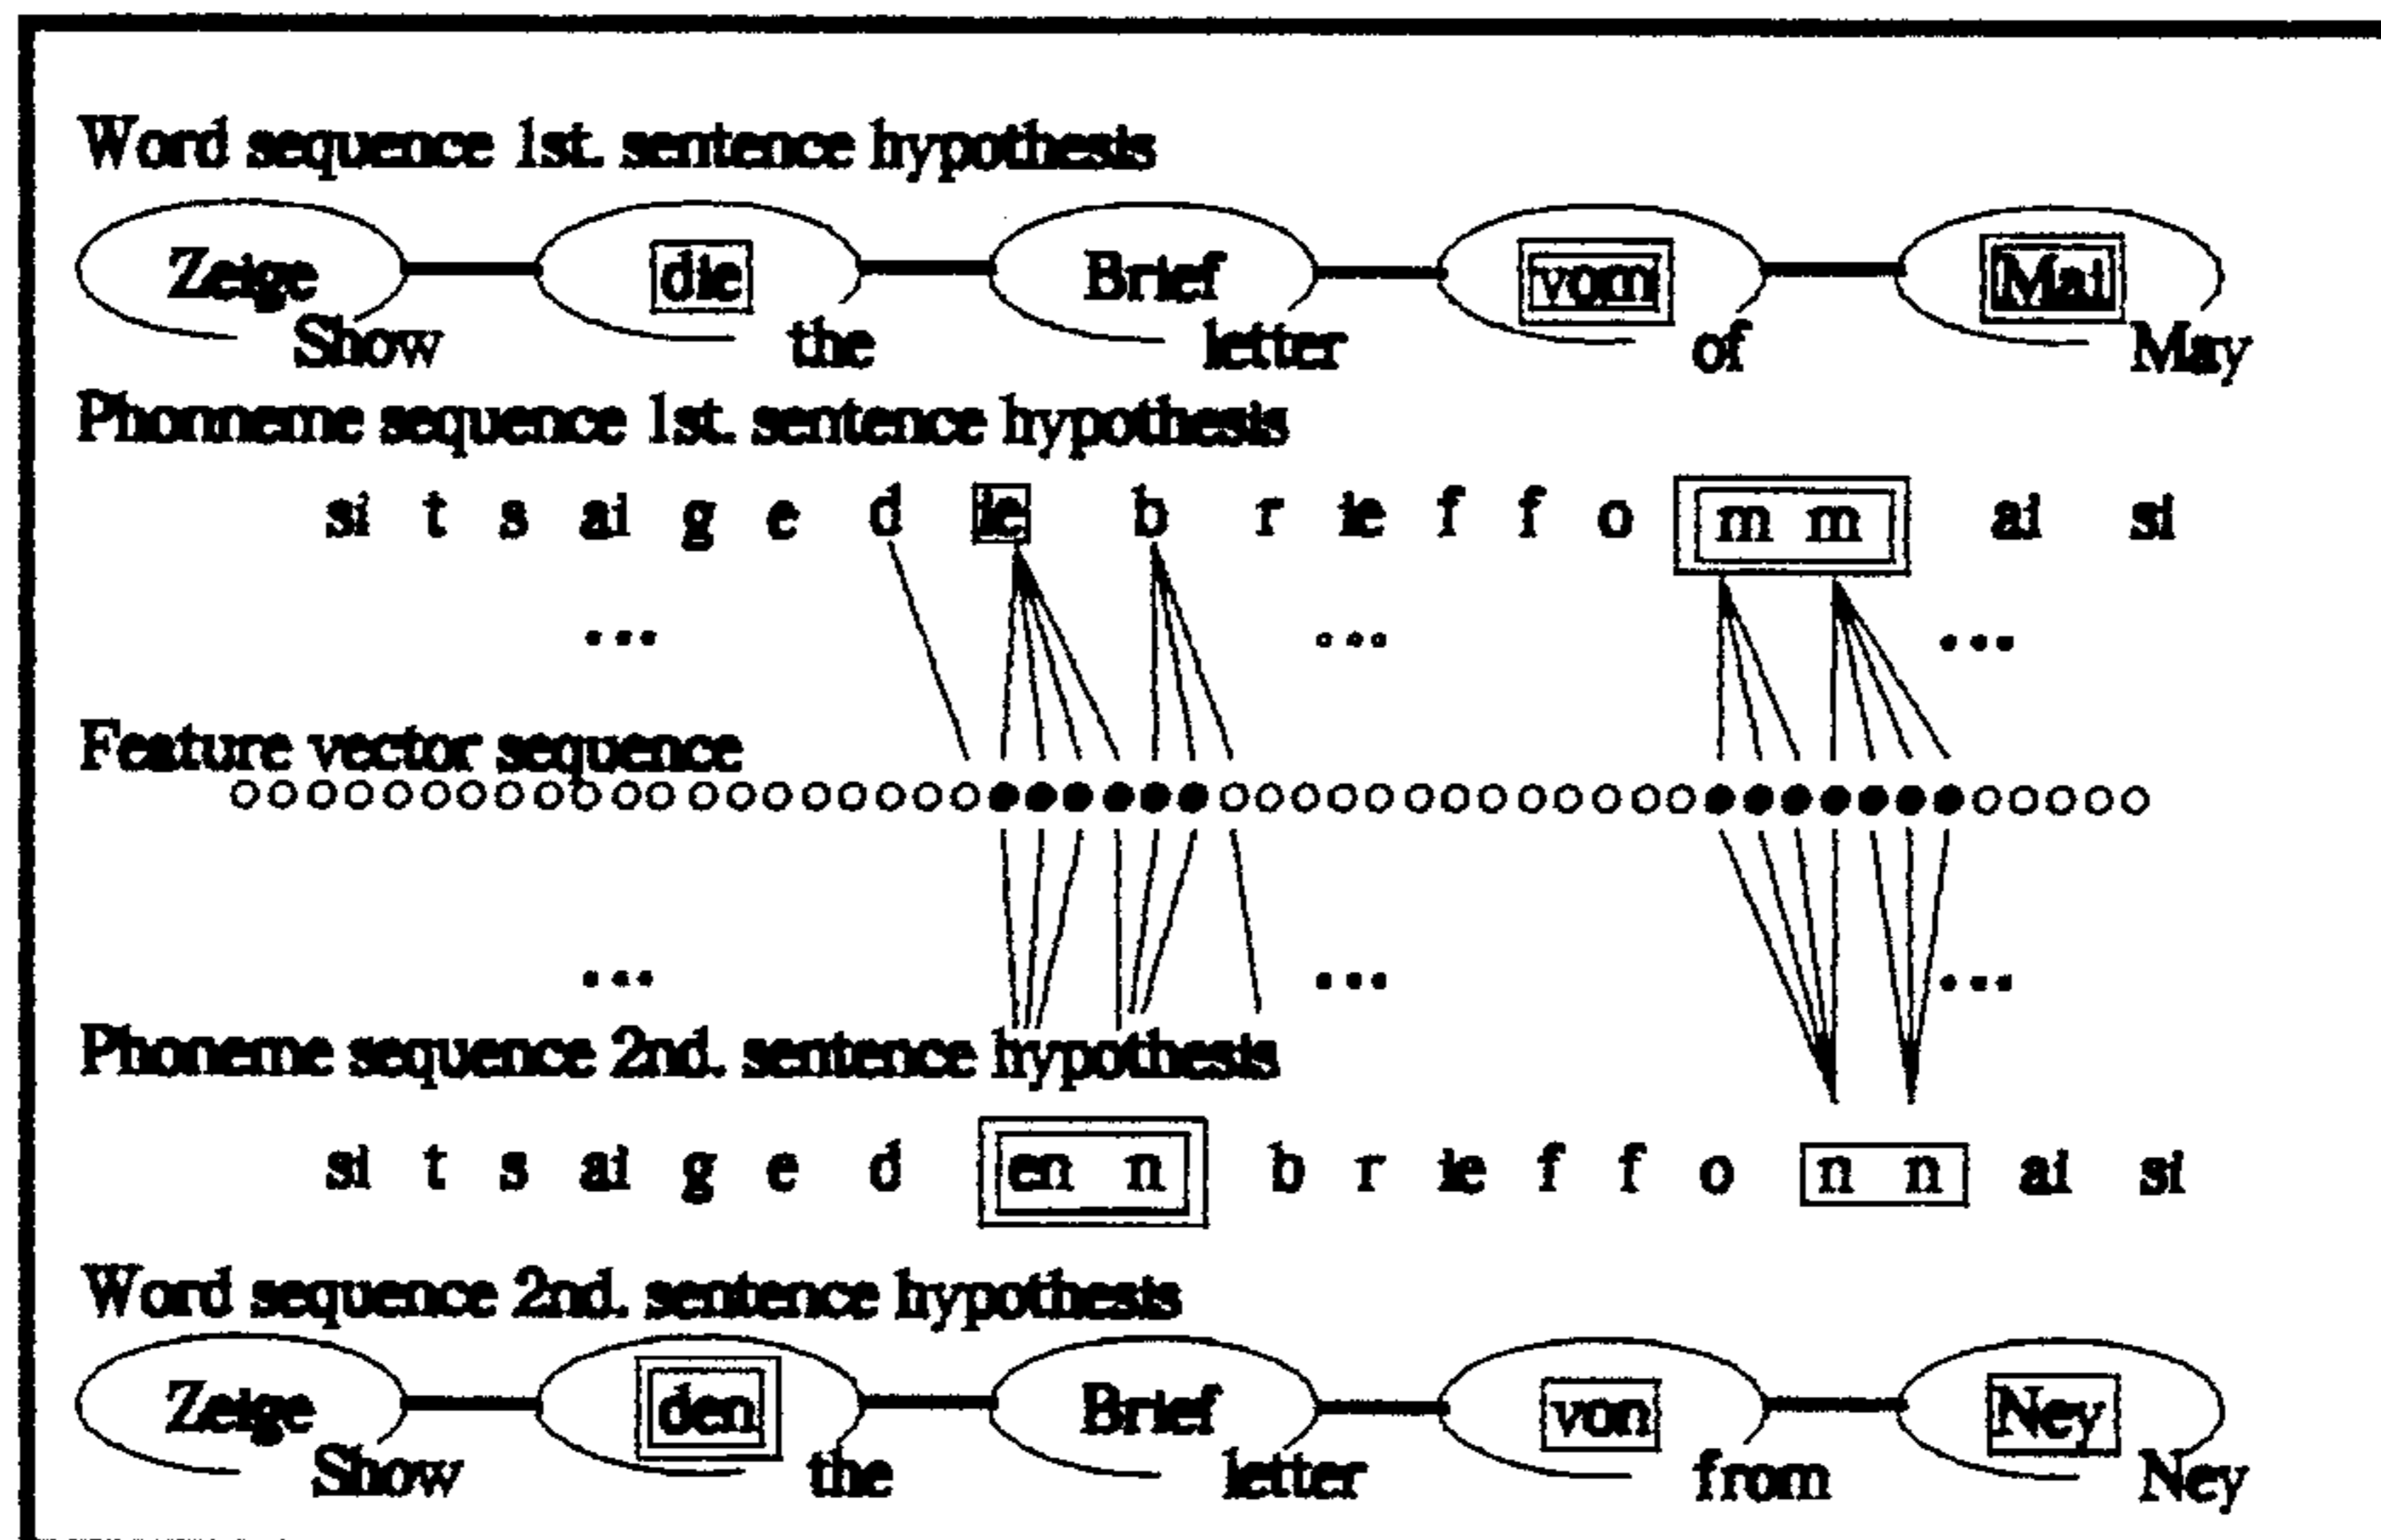 Word sequence 1st. sentence hypothesis
Zeige die Brief vom Mai
Show the letter of May
Phonneme sequence 1st. sentence hypothesis
si t s ai g e d ie b r ie f f o m m ai si
...
...
...
Feature vector sequence
...
...
...
Phoneme sequence 2nd. sentence hypothesis
si t s ai g e d en n b r ie f f o n n ai si
Word sequence 2nd. sentence hypothesis
Zeige den Brief von Ney
Show the letter from Ney